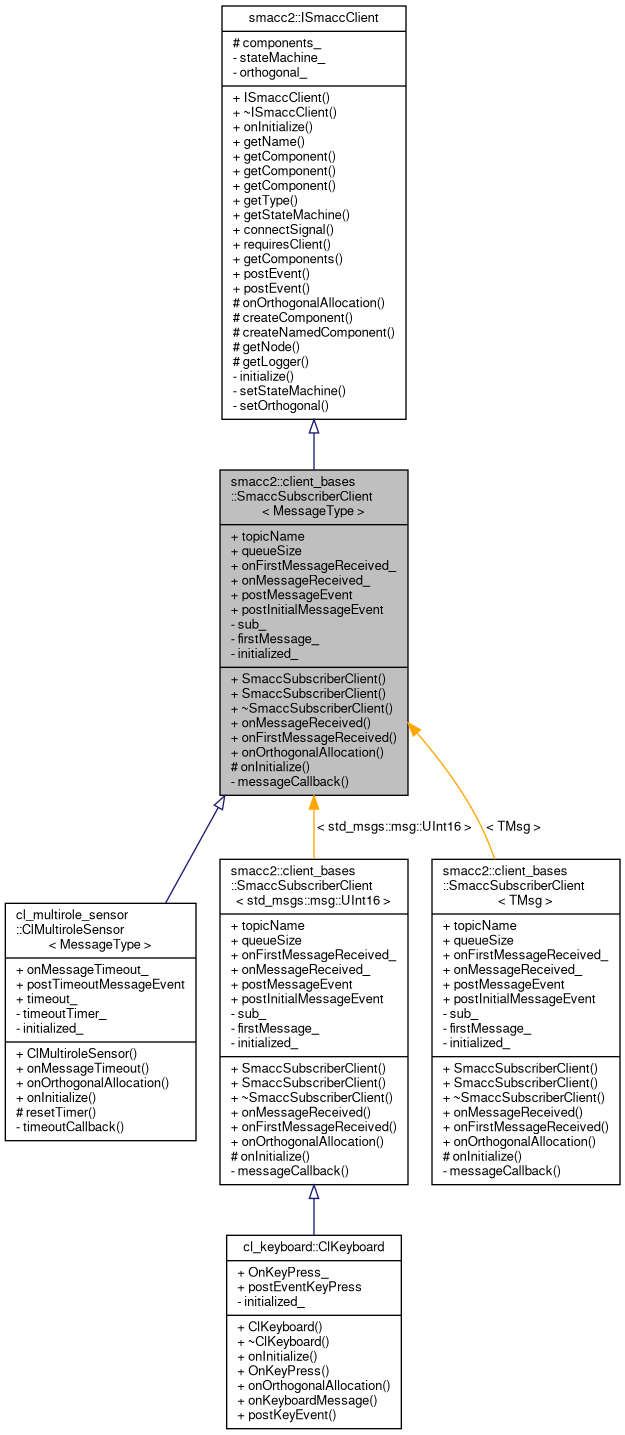 smacc2::ISmaccClient
# components_
- stateMachine_
- orthogonal_
+ ISmaccClient()
+ ~ISmaccClient()
+ onInitialize()
+ getName()
+ getComponent()
+ getComponent()
+ getComponent()
+ getType()
+ getStateMachine()
+ connectSignal()
+ requiresClient()
+ getComponents()
+ postEvent()
+ postEvent()
# onOrthogonalAllocation()
# createComponent()
# createNamedComponent()
# getNode()
# getLogger()
- initialize()
- setStateMachine()
- setOrthogonal()
smacc2::client_bases
::SmaccSubscriberClient
< MessageType >
+ topicName
+ queueSize
+ onFirstMessageReceived_
+ onMessageReceived_
+ postMessageEvent
+ postInitialMessageEvent
- sub_
- firstMessage_
- initialized_
+ SmaccSubscriberClient()
+ SmaccSubscriberClient()
+ ~SmaccSubscriberClient()
+ onMessageReceived()
+ onFirstMessageReceived()
+ onOrthogonalAllocation()
# onInitialize()
- messageCallback()
< std_msgs::msg::UInt16 >
< TMsg >
cl_multirole_sensor
::ClMultiroleSensor
< MessageType >
+ onMessageTimeout_
+ postTimeoutMessageEvent
+ timeout_
- timeoutTimer_
- initialized_
+ ClMultiroleSensor()
+ onMessageTimeout()
+ onOrthogonalAllocation()
+ onInitialize()
# resetTimer()
- timeoutCallback()
smacc2::client_bases
::SmaccSubscriberClient
< std_msgs::msg::UInt16 >
+ topicName
+ queueSize
+ onFirstMessageReceived_
+ onMessageReceived_
+ postMessageEvent
+ postInitialMessageEvent
- sub_
- firstMessage_
- initialized_
+ SmaccSubscriberClient()
+ SmaccSubscriberClient()
+ ~SmaccSubscriberClient()
+ onMessageReceived()
+ onFirstMessageReceived()
+ onOrthogonalAllocation()
# onInitialize()
- messageCallback()
smacc2::client_bases
::SmaccSubscriberClient
< TMsg >
+ topicName
+ queueSize
+ onFirstMessageReceived_
+ onMessageReceived_
+ postMessageEvent
+ postInitialMessageEvent
- sub_
- firstMessage_
- initialized_
+ SmaccSubscriberClient()
+ SmaccSubscriberClient()
+ ~SmaccSubscriberClient()
+ onMessageReceived()
+ onFirstMessageReceived()
+ onOrthogonalAllocation()
# onInitialize()
- messageCallback()
cl_keyboard::ClKeyboard
+ OnKeyPress_
+ postEventKeyPress
- initialized_
+ ClKeyboard()
+ ~ClKeyboard()
+ onInitialize()
+ OnKeyPress()
+ onOrthogonalAllocation()
+ onKeyboardMessage()
+ postKeyEvent()